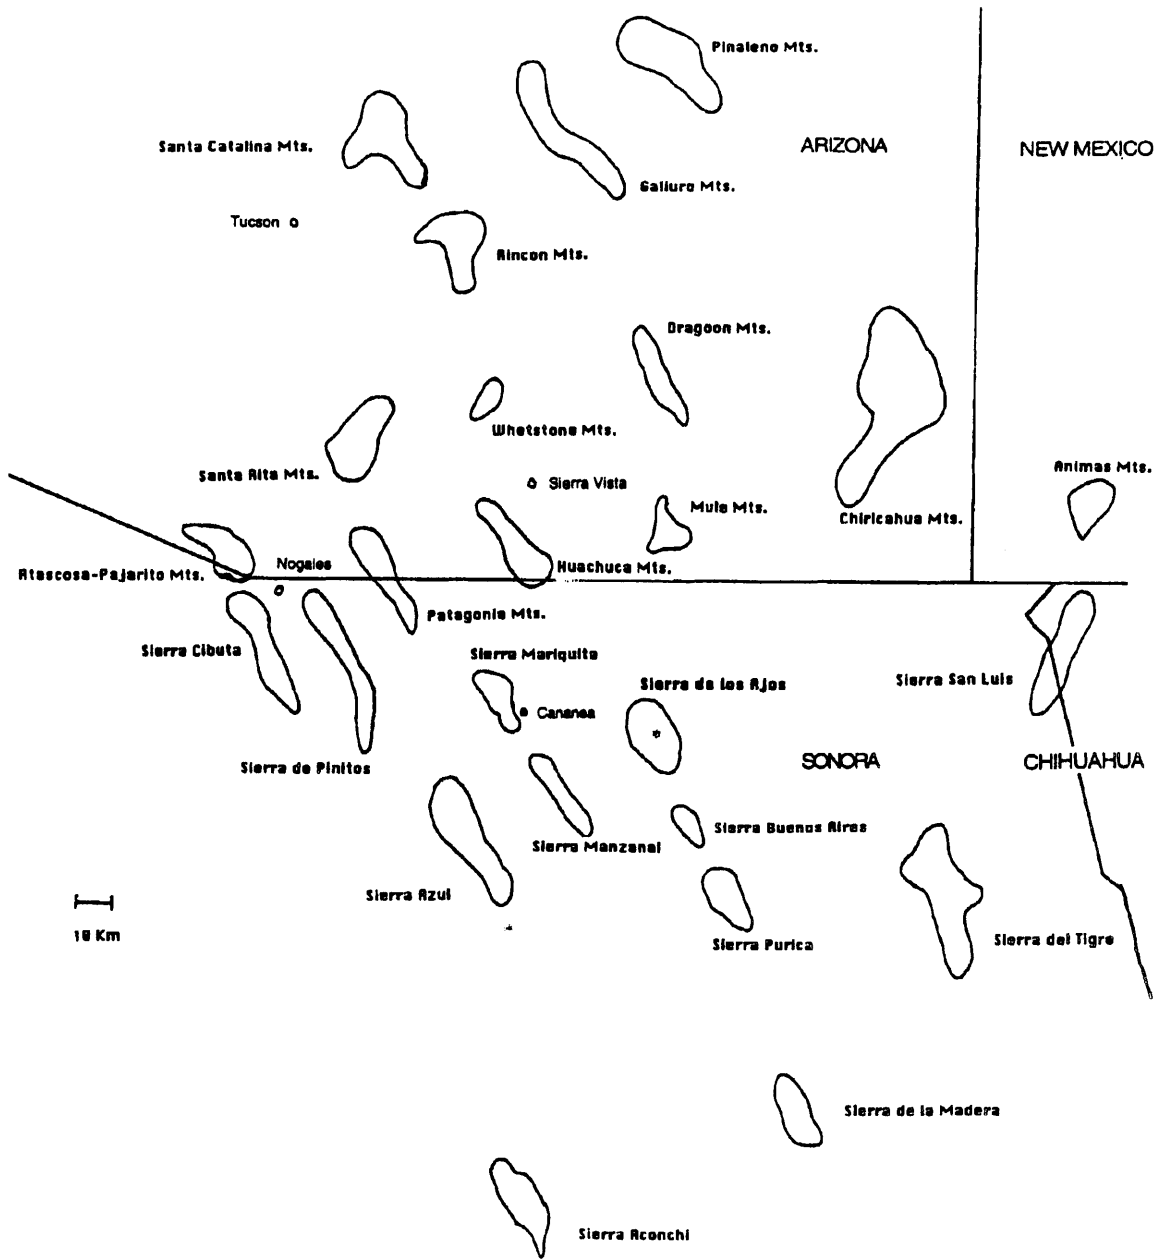 Pinaleno Mts.
Santa Catalina Mts.
ARIZONA
NEW MEXICO
Galiuro Mts.
Tucson
Rincon Mts.
Dragoon Mts.
Whetstone Mts.
Santa Rita Mts.
Sierra Vista
Animas Mts.
Mule Mts.
Chiricahua Mts.
Nogales
Atascosa-Pajarito Mts.
Huachuca Mts.
Patagonia Mts.
Sierra Cibuta
Sierra Mariquita
Sierra de los Ajos
Sierra San Luis
Cananea
Sierra de Pinitos
SONORA
CHIHUAHUA
Sierra Buenos Aires
Sierra Manzanal
Sierra Azul
10 Km
Sierra Purica
Sierra del Tigre
Sierra de la Madera
Sierra Aconchi